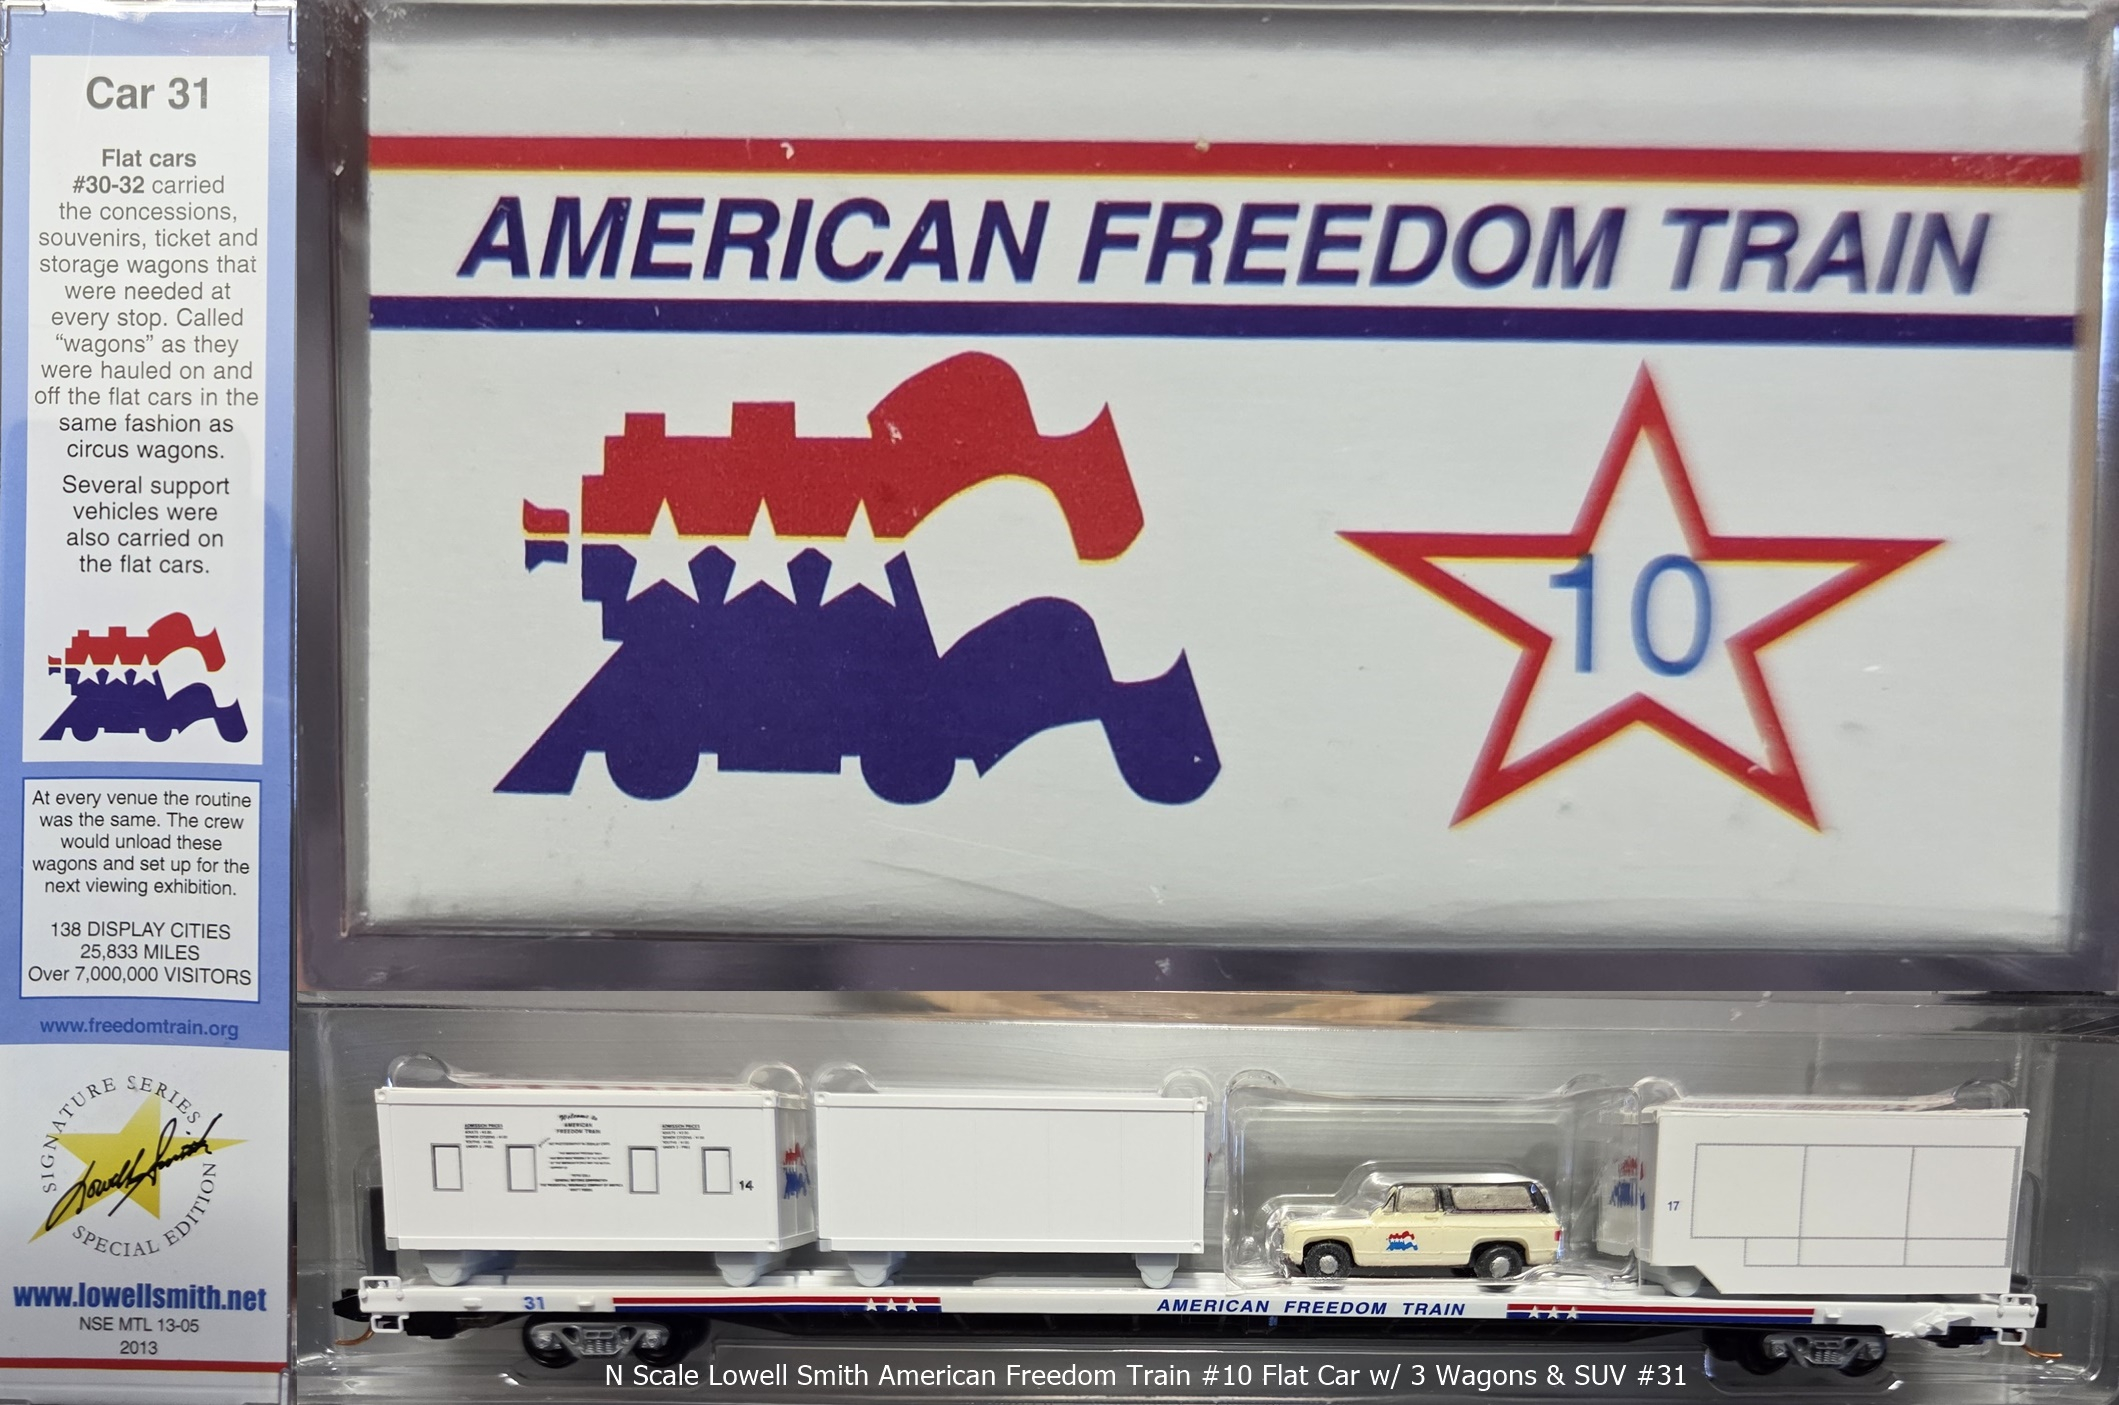 Car 31
Flat cars
#30-32 carried
the concessions,
souvenirs, ticket and
storage wagons that
were needed at
every stop. Called
“wagons” as they
were hauled on and
off the flat cars in the
same fashion as
circus wagons.
Several support
vehicles were
also carried on
the flat cars.
At every venue the routine
was the same. The crew
would unload these
wagons and set up for the
next viewing exhibition.
138 DISPLAY CITIES
25,833 MILES
Over 7,000,000 VISITORS
www.freedomtrain.org
SIGNATURE SERIES
Lowell Smith
SPECIAL EDITION
www.lowellsmith.net
NSE MTL 13-05
2013
AMERICAN FREEDOM TRAIN
10
Welcome to
AMERICAN
FREEDOM TRAIN
14
17
31
AMERICAN FREEDOM TRAIN
N Scale Lowell Smith American Freedom Train #10 Flat Car w/ 3 Wagons & SUV #31